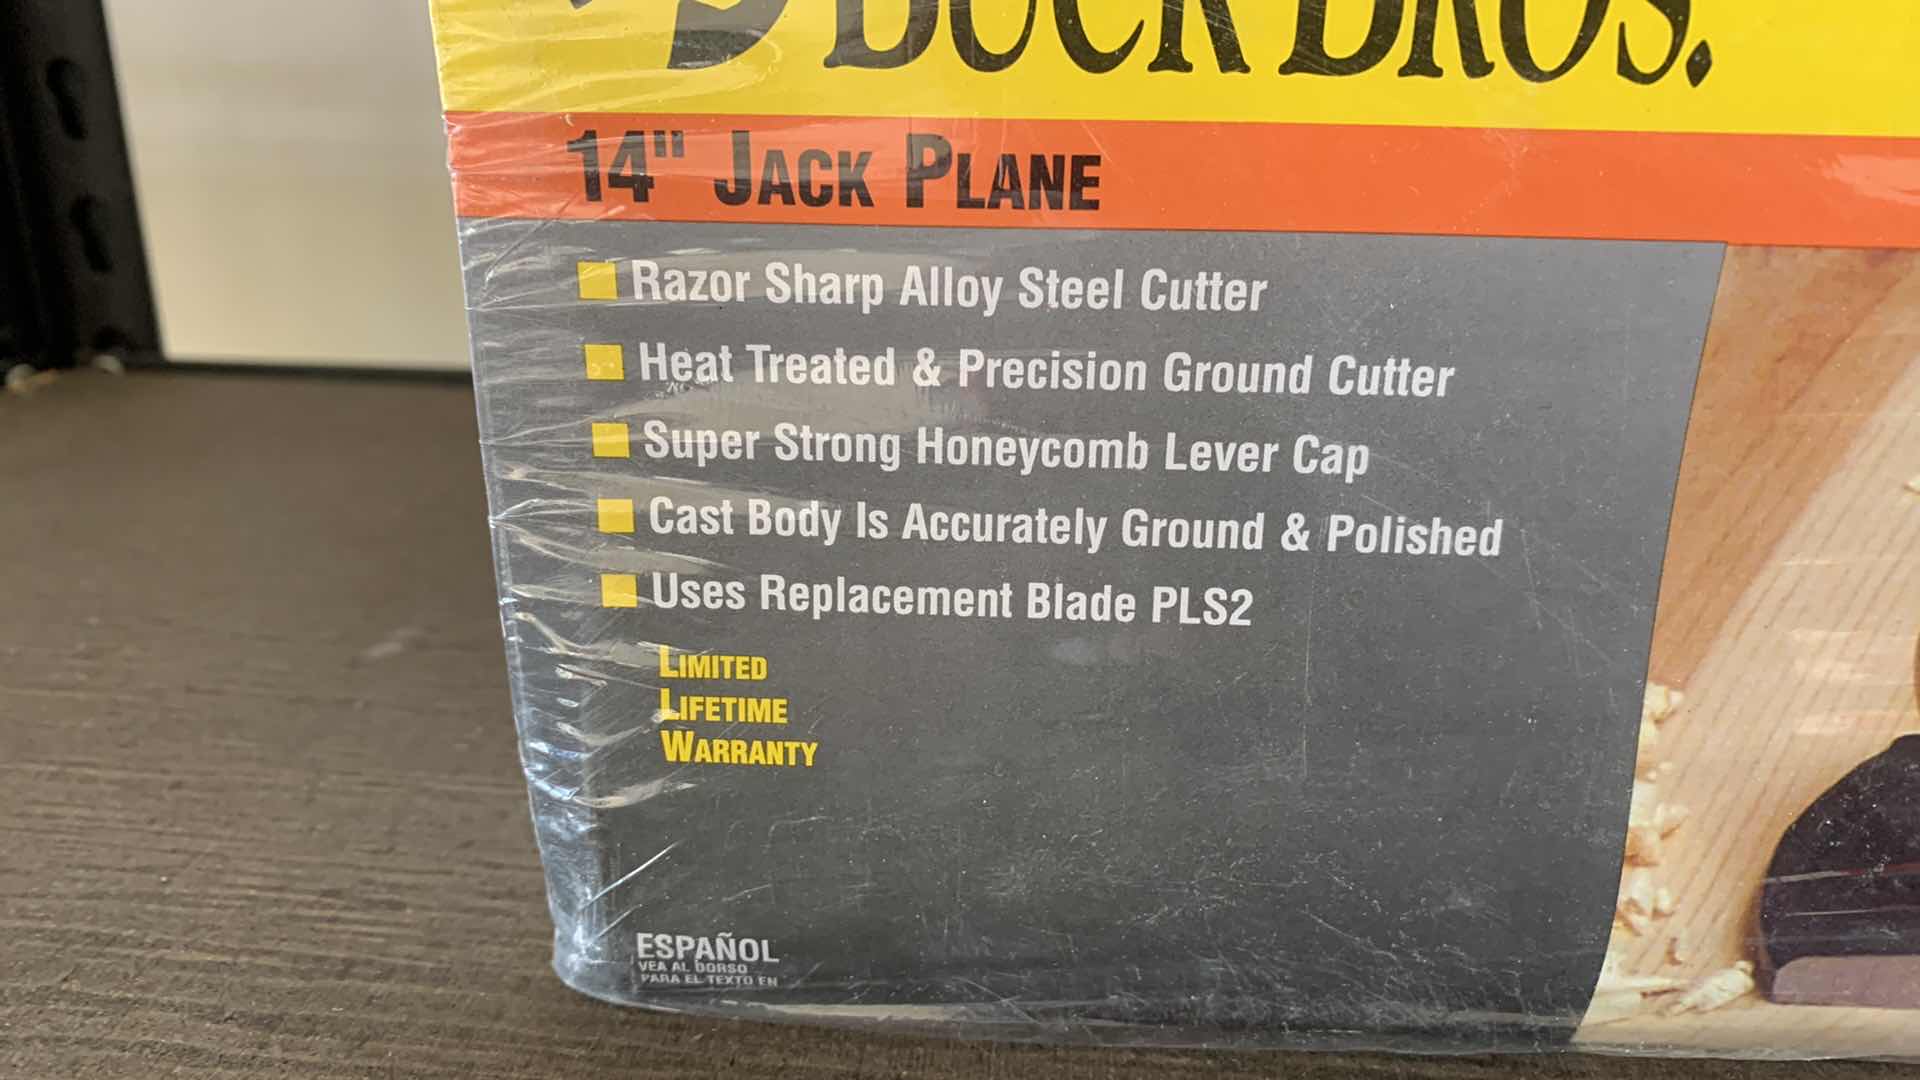 BUCK BROS.
14" JACK PLANE
Razor Sharp Alloy Steel Cutter
Heat Treated & Precision Ground Cutter
Super Strong Honeycomb Lever Cap
Cast Body Is Accurately Ground & Polished
Uses Replacement Blade PLS2
LIMITED
LIFETIME
WARRANTY
ESPAÑOL
VEA AL DORSO
PARA EL TEXTO EN